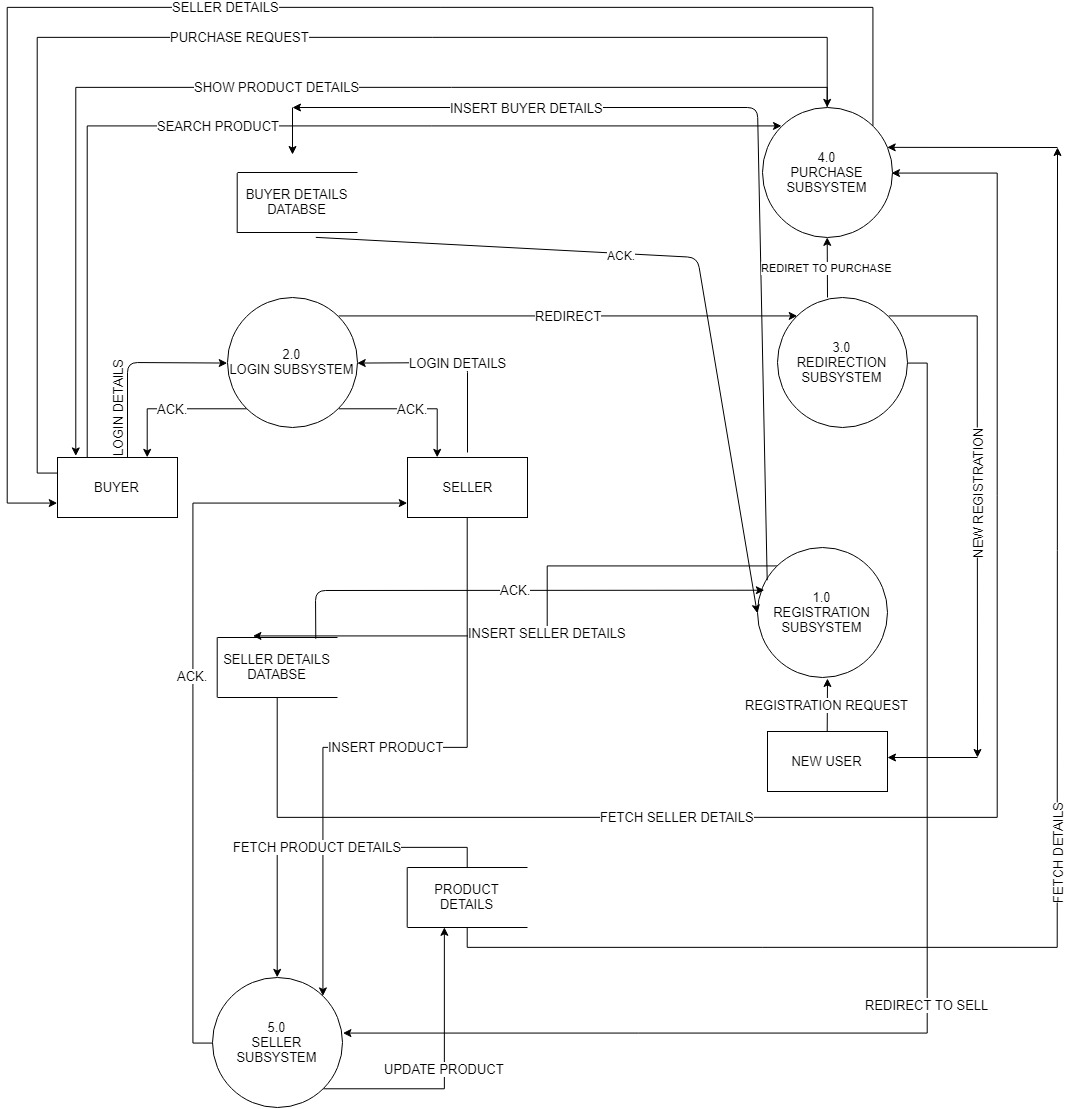 SELLER DETAILS
PURCHASE REQUEST
SHOW PRODUCT DETAILS
INSERT BUYER DETAILS
SEARCH PRODUCT
4.0
PURCHASE
SUBSYSTEM
BUYER DETAILS
DATABSE
ACK.
REDIRET TO PURCHASE
REDIRECT
2.0
LOGIN SUBSYSTEM
LOGIN DETAILS
3.0
REDIRECTION
SUBSYSTEM
LOGIN DETAILS
ACK.
ACK.
BUYER
SELLER
NEW REGISTRATION
ACK.
1.0
REGISTRATION
SUBSYSTEM
INSERT SELLER DETAILS
SELLER DETAILS
DATABSE
ACK.
REGISTRATION REQUEST
INSERT PRODUCT
NEW USER
FETCH SELLER DETAILS
FETCH PRODUCT DETAILS
FETCH DETAILS
PRODUCT
DETAILS
REDIRECT TO SELL
5.0
SELLER
SUBSYSTEM
UPDATE PRODUCT